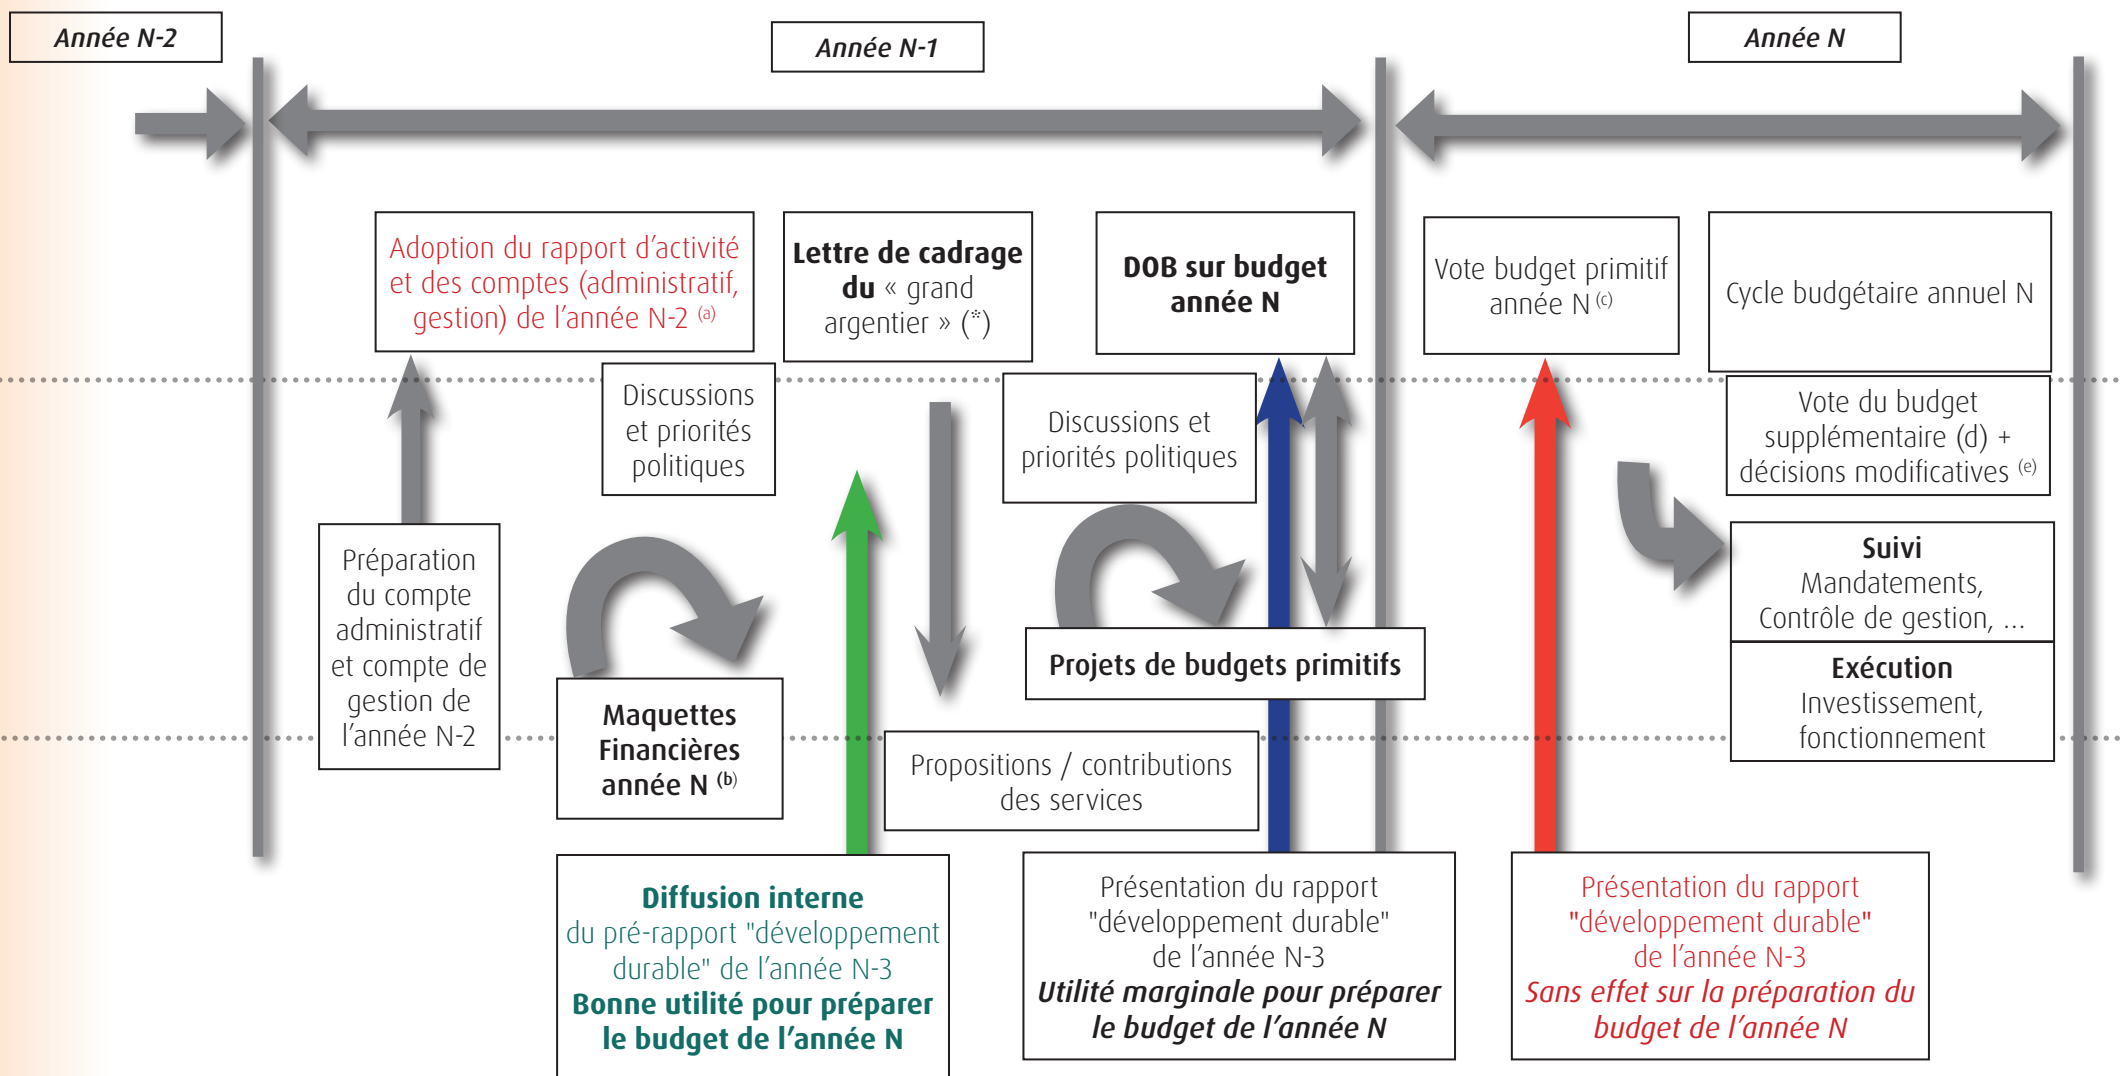 Année N-2
Année N-1
Année N
Adoption du rapport d’activité
et des comptes (administratif,
gestion) de l’année N-2 (a)
Lettre de cadrage
du « grand
argentier » (*)
DOB sur budget
année N
Vote budget primitif
année N (c)
Cycle budgétaire annuel N
Discussions
et priorités
politiques
Discussions et
priorités politiques
Vote du budget
supplémentaire (d) +
décisions modificatives (e)
Préparation
du compte
administratif
et compte de
gestion de
l’année N-2
Maquettes
Financières
année N (b)
Projets de budgets primitifs
Suivi
Mandatements,
Contrôle de gestion, ...
Exécution
Investissement,
fonctionnement
Propositions / contributions
des services
Diffusion interne
du pré-rapport "développement
durable" de l’année N-3
Bonne utilité pour préparer
le budget de l’année N
Présentation du rapport
"développement durable"
de l’année N-3
Utilité marginale pour préparer
le budget de l’année N
Présentation du rapport
"développement durable"
de l’année N-3
Sans effet sur la préparation du
budget de l’année N